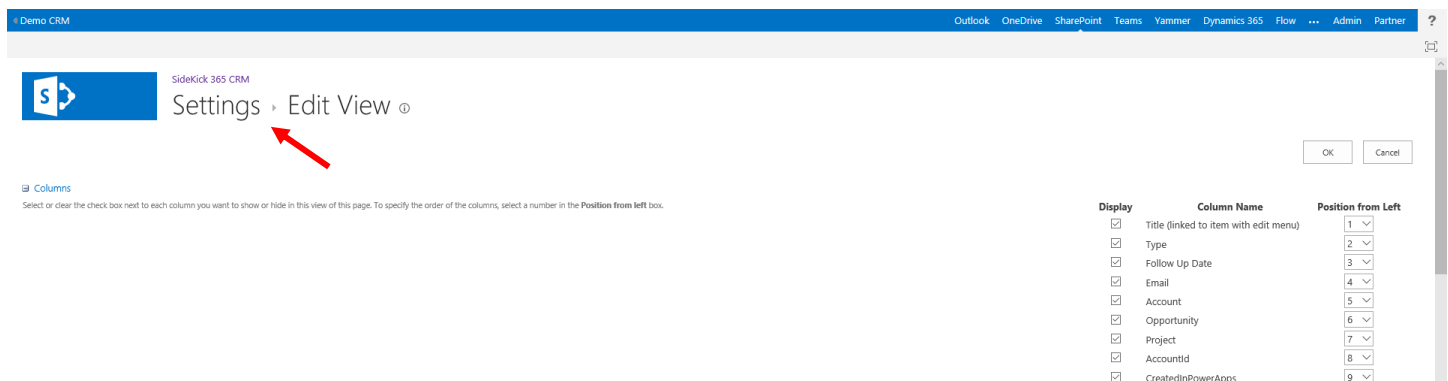 Demo CRM Outlook OneDrive SharePoint Teams Yammer Dynamics 365 Flow ... Admin Partner ?
SideKick 365 CRM
S
Settings Edit View
OK Cancel
Columns
Select or clear the check box next to each column you want to show or hide in this view of this page. To specify the order of the columns, select a number in the Position from left box.
Display Column Name Position from Left
Title (linked to item with edit menu) 1
Type 2
Follow Up Date 3
Email 4
Account 5
Opportunity 6
Project 7
AccountId 8
CreatedInPowerApps 9